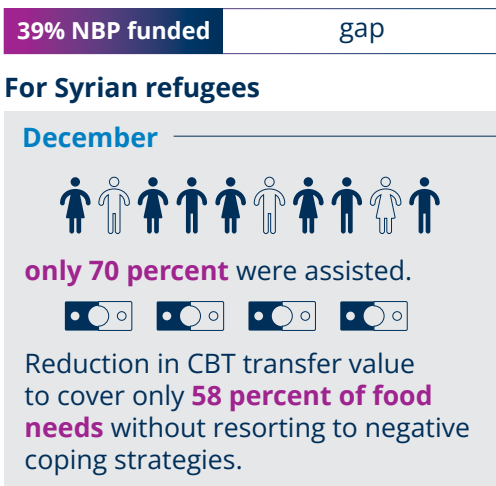 39% NBP funded gap
For Syrian refugees
December
only 70 percent were assisted.
Reduction in CBT transfer value
to cover only 58 percent of food
needs without resorting to negative
coping strategies.